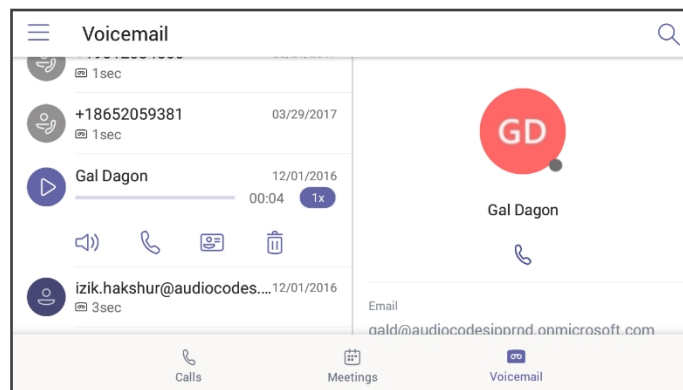 Voicemail
1sec
+18652059381 03/29/2017
1sec
Gal Dagon 12/01/2016
00:04 1x
izik.hakshur@audiocodes.... 12/01/2016
3sec
GD
Gal Dagon
Email
gald@audiocodesipprnd.onmicrosoft.com
Calls Meetings Voicemail